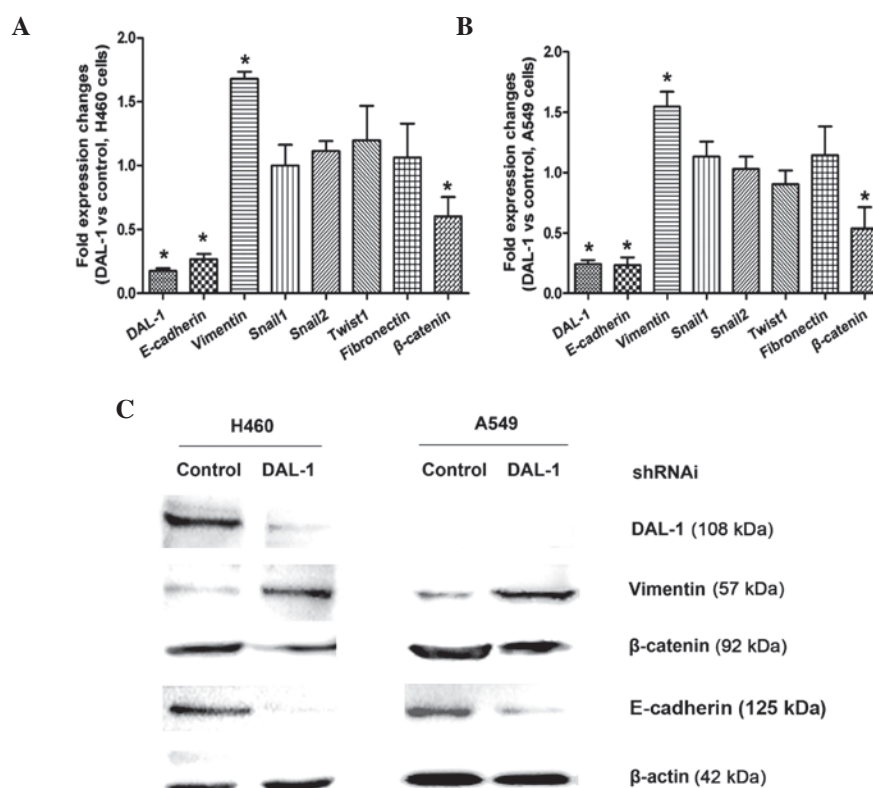 A
Fold expression changes
(DAL-1 vs control, H460 cells)
2.0
1.5
1.0
0.5
0.0
*
*
*
*
DAL-1
E-cadherin
Vimentin
Snail1
Snail2
Twist1
Fibronectin
β-catenin
B
Fold expression changes
(DAL-1 vs control, A549 cells)
2.0
1.5
1.0
0.5
0.0
*
*
*
*
DAL-1
E-cadherin
Vimentin
Snail1
Snail2
Twist1
Fibronectin
β-catenin
C
H460 A549
Control DAL-1 Control DAL-1 shRNAi
DAL-1 (108 kDa)
Vimentin (57 kDa)
β-catenin (92 kDa)
E-cadherin (125 kDa)
β-actin (42 kDa)